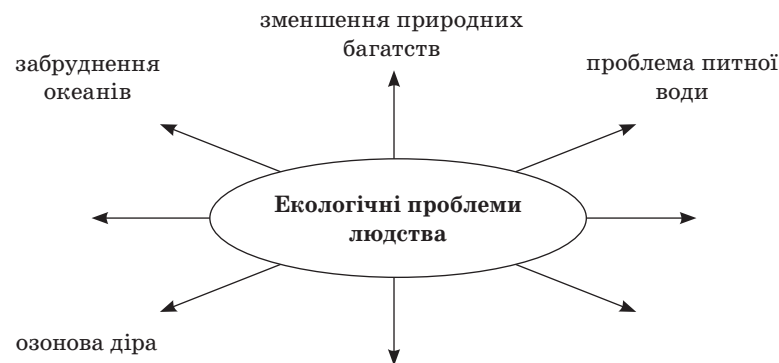 зменшення природних
багатств
забруднення
океанів
проблема питної
води
Екологічні проблеми
людства
озонова діра